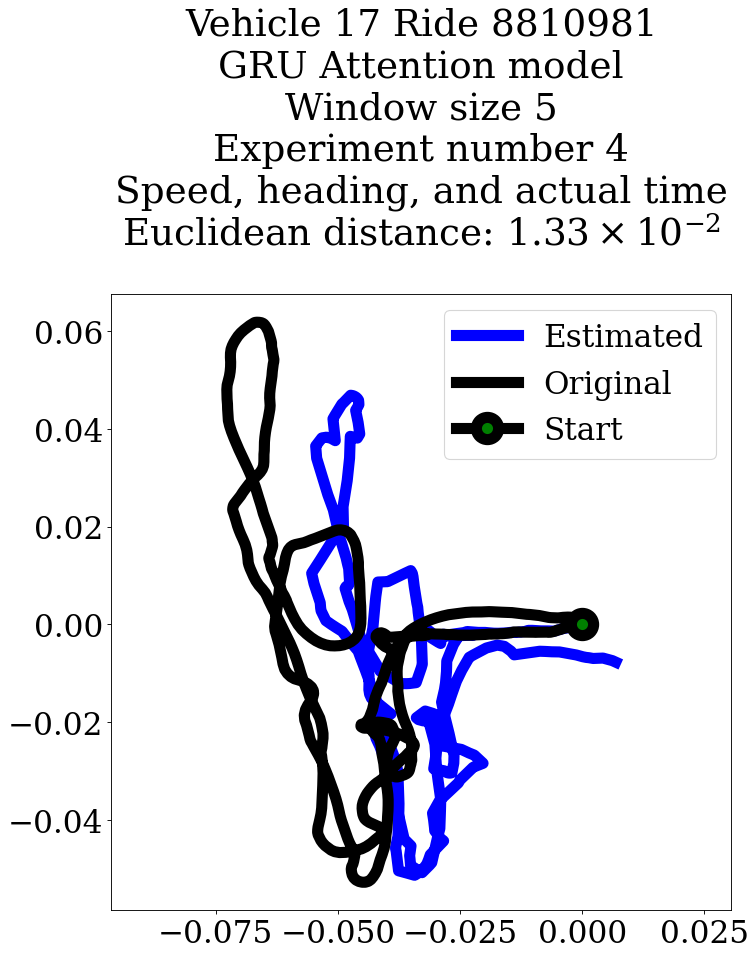 Vehicle 17 Ride 8810981
GRU Attention model
Window size 5
Experiment number 4
Speed, heading, and actual time
Euclidean distance: 1.33 × 10⁻²
Estimated
Original
Start
0.06
0.04
0.02
0.00
−0.02
−0.04
−0.075 −0.050 −0.025 0.000 0.025